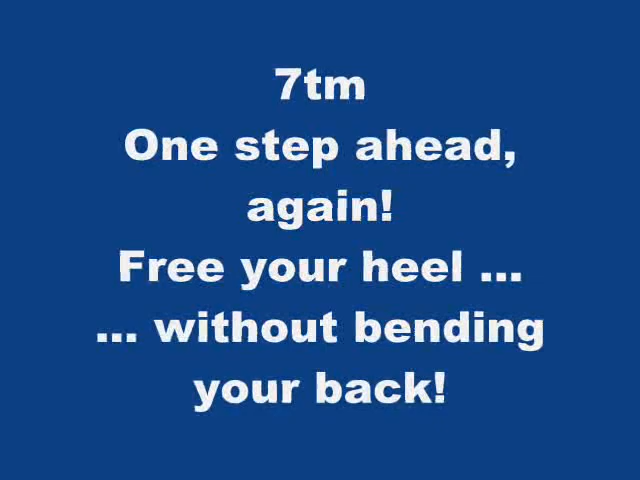 7tm
One step ahead,
again!
Free your heel ...
... without bending
your back!